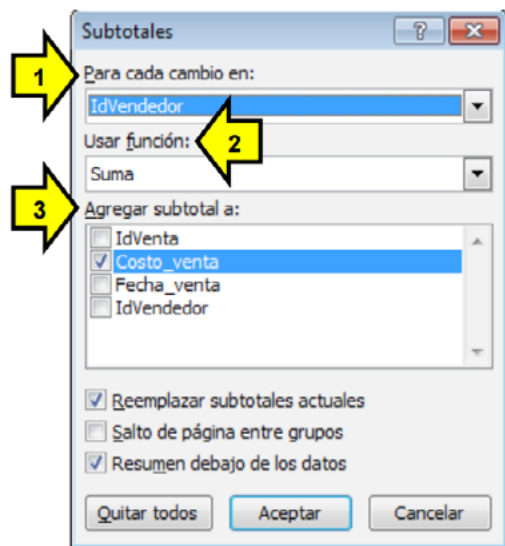 Subtotales
1
Para cada cambio en:
IdVendedor
Usar función:
2
Suma
3
Agregar subtotal a:
IdVenta
Costo_venta
Fecha_venta
IdVendedor
Reemplazar subtotales actuales
Salto de página entre grupos
Resumen debajo de los datos
Quitar todos Aceptar Cancelar